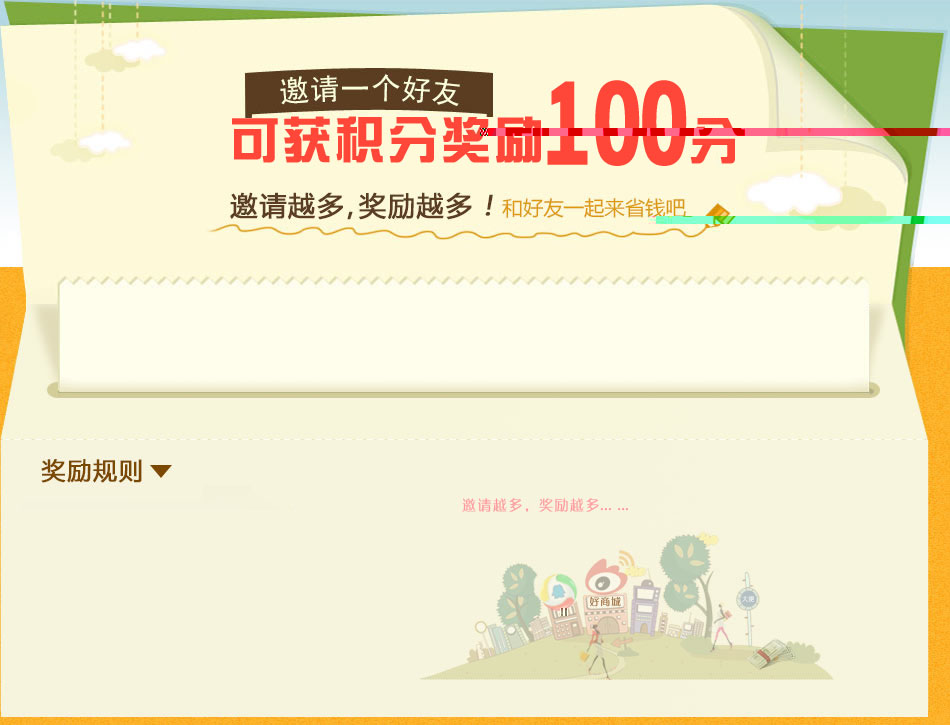 邀请一个好友
可获积分奖励100分
邀请越多,奖励越多！和好友一起来省钱吧
奖励规则
邀请越多，奖励越多... ...
好商城